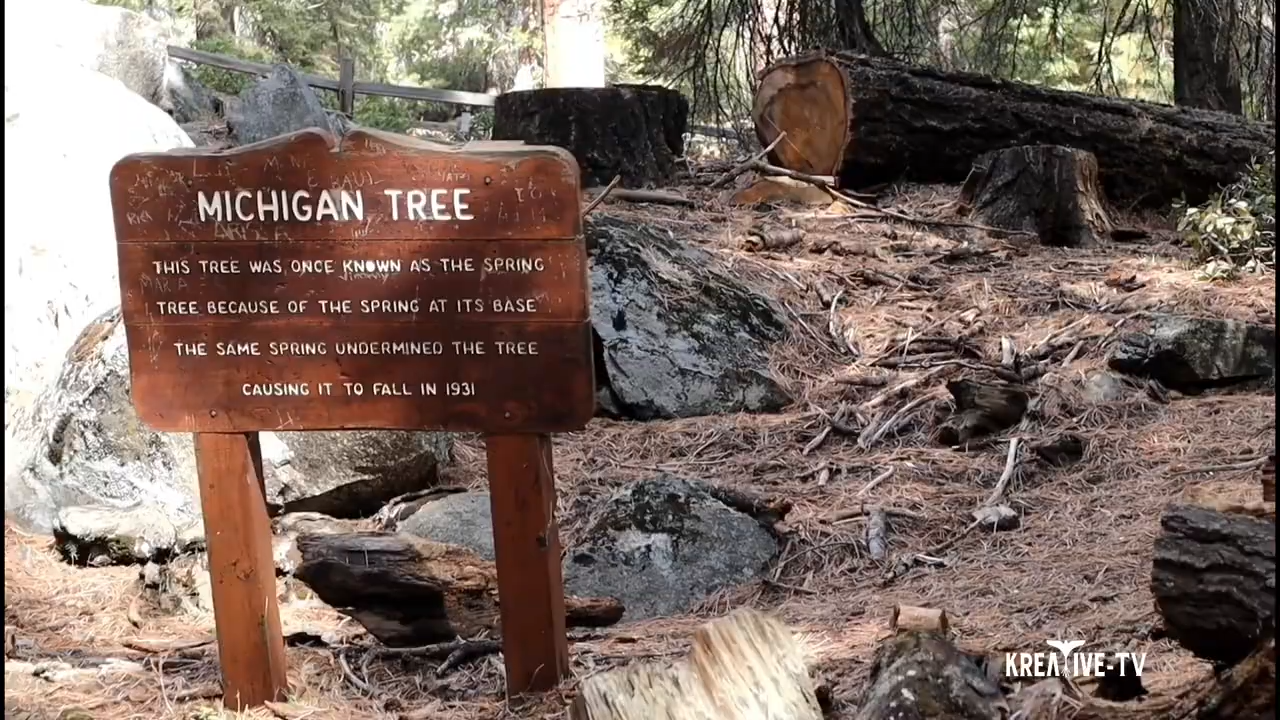 MICHIGAN TREE
THIS TREE WAS ONCE KNOWN AS THE SPRING
TREE BECAUSE OF THE SPRING AT ITS BASE
THE SAME SPRING UNDERMINED THE TREE
CAUSING IT TO FALL IN 1931
KREATIVE-TV